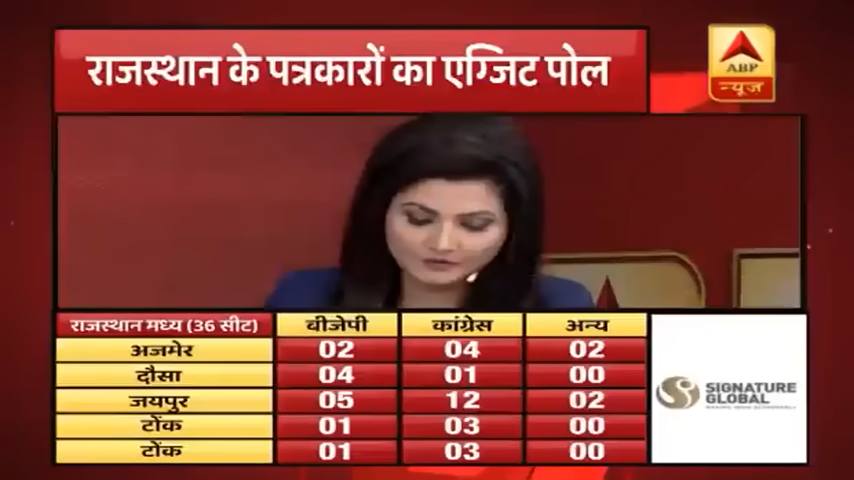 राजस्थान के पत्रकारों का एग्जिट पोल
ABP
न्यूज़
राजस्थान मध्य (36 सीट) बीजेपी कांग्रेस अन्य
अजमेर 02 04 02
दौसा 04 01 00
जयपुर 05 12 02
टोंक 01 03 00
टोंक 01 03 00
SIGNATURE
GLOBAL